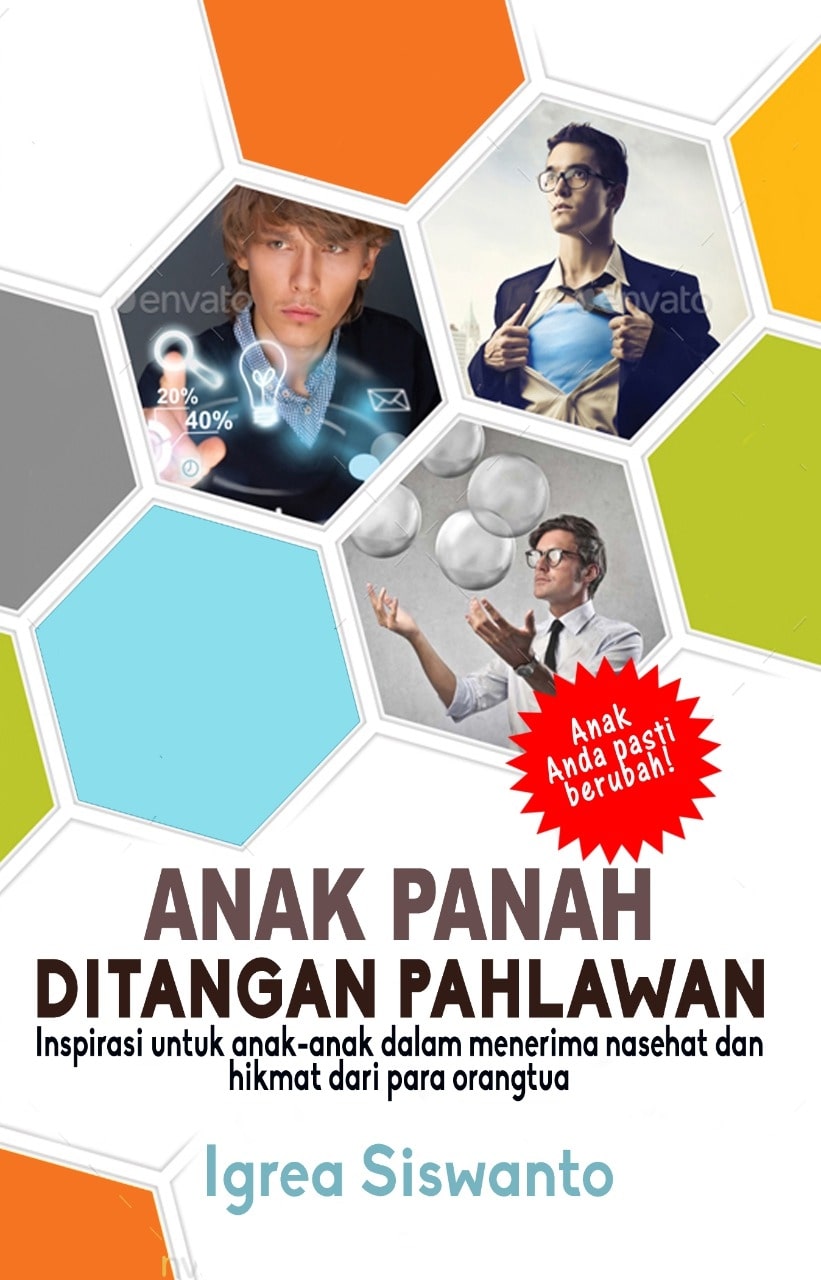 envato
envato
20%
40%
Anak
Anda pasti
berubah!
ANAK PANAH
DITANGAN PAHLAWAN
Inspirasi untuk anak-anak dalam menerima nasehat dan
hikmat dari para orangtua
Igrea Siswanto